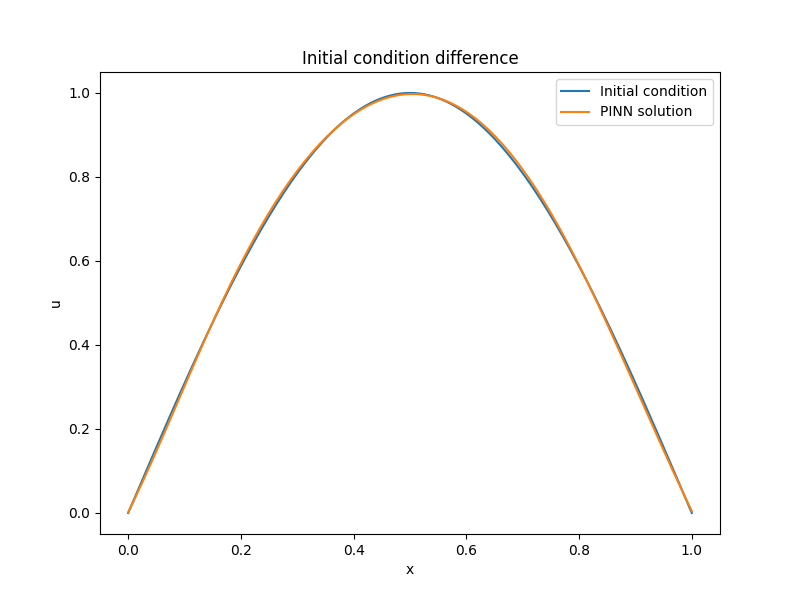 Initial condition difference
Initial condition
PINN solution
1.0
0.8
0.6
0.4
0.2
0.0
u
0.0 0.2 0.4 0.6 0.8 1.0
x